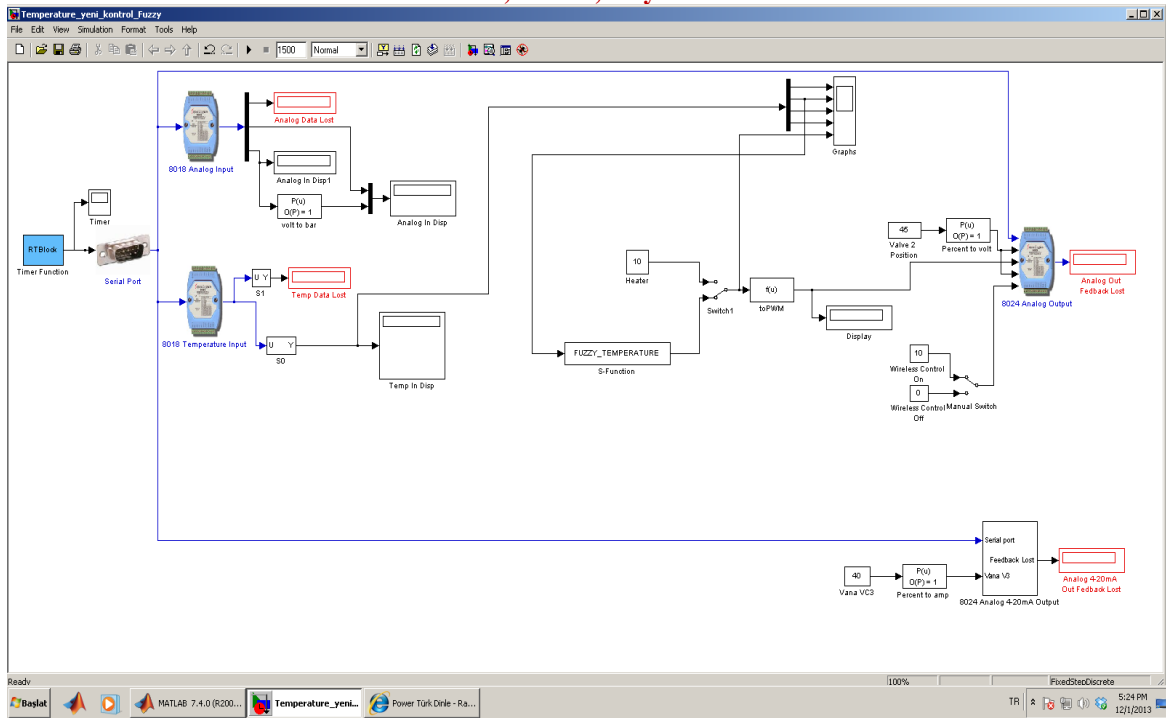 Temperature_yeni_kontrol_Fuzzy
File Edit View Simulation Format Tools Help
1500 Normal
Analog Data Lost
8018 Analog Input
Analog In Disp1
P(u)
O(P) = 1
volt to bar
Analog In Disp
Timer
RTBlock
Timer Function
Serial Port
U Y
S1
Temp Data Lost
8018 Temperature Input
U Y
S0
Temp In Disp
Graphs
10
Heater
Switch1
f(u)
toPWM
Display
FUZZY_TEMPERATURE
S-Function
45
Valve 2
Position
P(u)
O(P) = 1
Percent to volt
8024 Analog Output
Analog Out
Fedback Lost
10
Wireless Control
On
0
Wireless Control
Off
Manual Switch
Serial port
Feedback Lost
Vana V3
8024 Analog 4-20mA Output
40
Vana VC3
P(u)
O(P) = 1
Percent to amp
Analog 4-20mA
Out Fedback Lost
Ready 100% FixedStepDiscrete
Başlat
MATLAB 7.4.0 (R200...
Temperature_yeni...
Power Türk Dinle - Ra...
TR
5:24 PM
12/1/2013